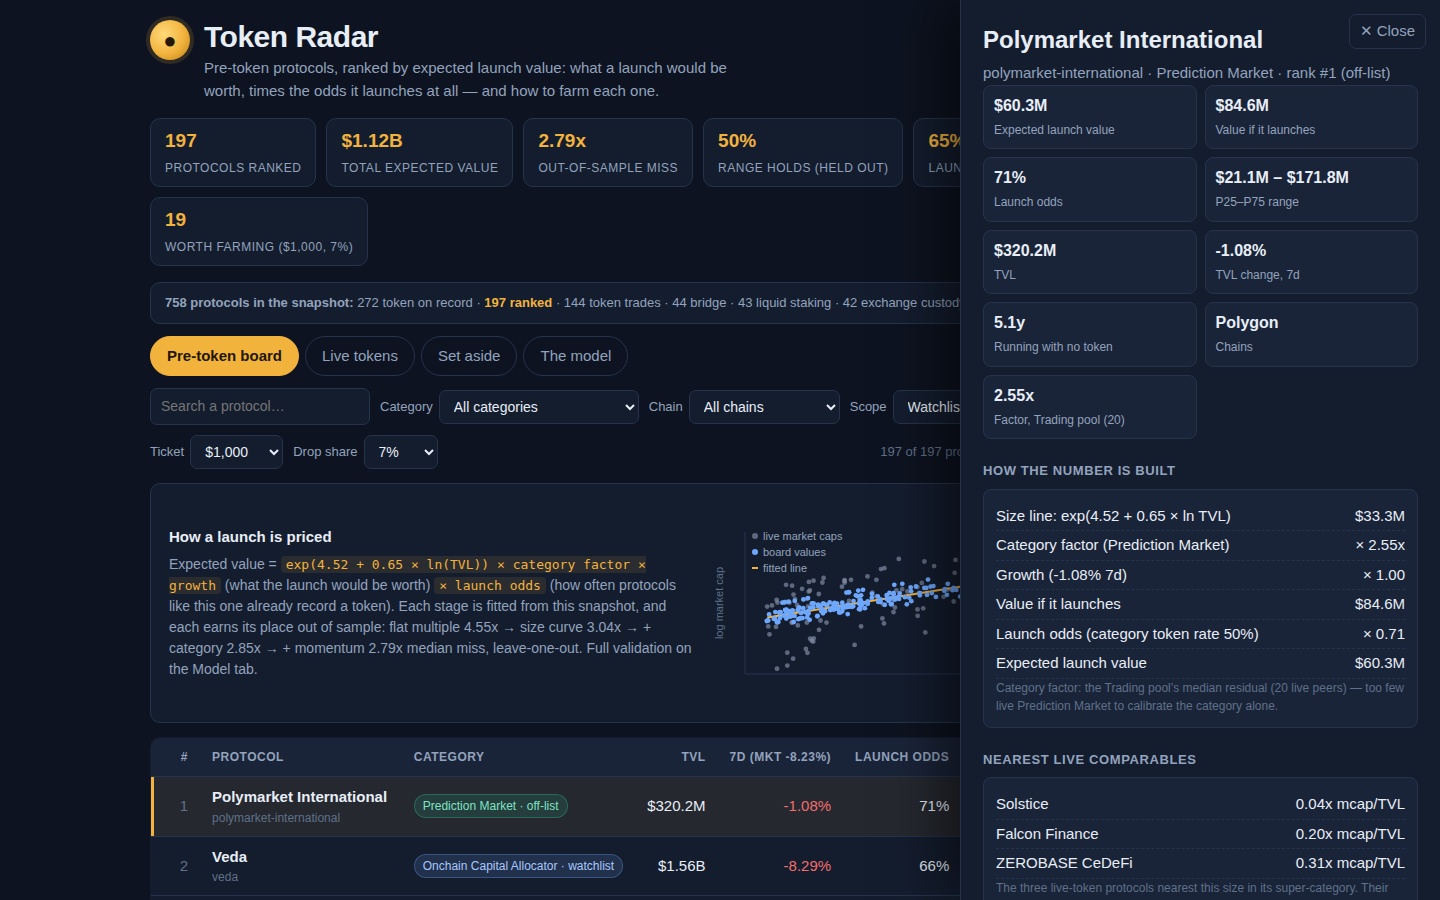 Token Radar
Pre-token protocols, ranked by expected launch value: what a launch would be
worth, times the odds it launches at all — and how to farm each one.
197
PROTOCOLS RANKED
$1.12B
TOTAL EXPECTED VALUE
2.79x
OUT-OF-SAMPLE MISS
50%
RANGE HOLDS (HELD OUT)
65%
LAUN
19
WORTH FARMING ($1,000, 7%)
758 protocols in the snapshot: 272 token on record · 197 ranked · 144 token trades · 44 bridge · 43 liquid staking · 42 exchange custod
Pre-token board
Live tokens
Set aside
The model
Search a protocol…
Category
All categories
Chain
All chains
Scope
Watchlis
Ticket
$1,000
Drop share
7%
197 of 197 pro
How a launch is priced
Expected value = exp(4.52 + 0.65 × ln(TVL)) × category factor ×
growth (what the launch would be worth) × launch odds (how often protocols
like this one already record a token). Each stage is fitted from this snapshot, and
each earns its place out of sample: flat multiple 4.55x → size curve 3.04x → +
category 2.85x → + momentum 2.79x median miss, leave-one-out. Full validation on
the Model tab.
live market caps
board values
fitted line
log market cap
#
PROTOCOL
CATEGORY
TVL
7D (MKT -8.23%)
LAUNCH ODDS
1
Polymarket International
polymarket-international
Prediction Market · off-list
$320.2M
-1.08%
71%
2
Veda
veda
Onchain Capital Allocator · watchlist
$1.56B
-8.29%
66%
✕ Close
Polymarket International
polymarket-international · Prediction Market · rank #1 (off-list)
$60.3M
Expected launch value
$84.6M
Value if it launches
71%
Launch odds
$21.1M – $171.8M
P25–P75 range
$320.2M
TVL
-1.08%
TVL change, 7d
5.1y
Running with no token
Polygon
Chains
2.55x
Factor, Trading pool (20)
HOW THE NUMBER IS BUILT
Size line: exp(4.52 + 0.65 × ln TVL) $33.3M
Category factor (Prediction Market) × 2.55x
Growth (-1.08% 7d) × 1.00
Value if it launches $84.6M
Launch odds (category token rate 50%) × 0.71
Expected launch value $60.3M
Category factor: the Trading pool's median residual (20 live peers) — too few
live Prediction Market to calibrate the category alone.
NEAREST LIVE COMPARABLES
Solstice 0.04x mcap/TVL
Falcon Finance 0.20x mcap/TVL
ZEROBASE CeDeFi 0.31x mcap/TVL
The three live-token protocols nearest this size in its super-category. Their